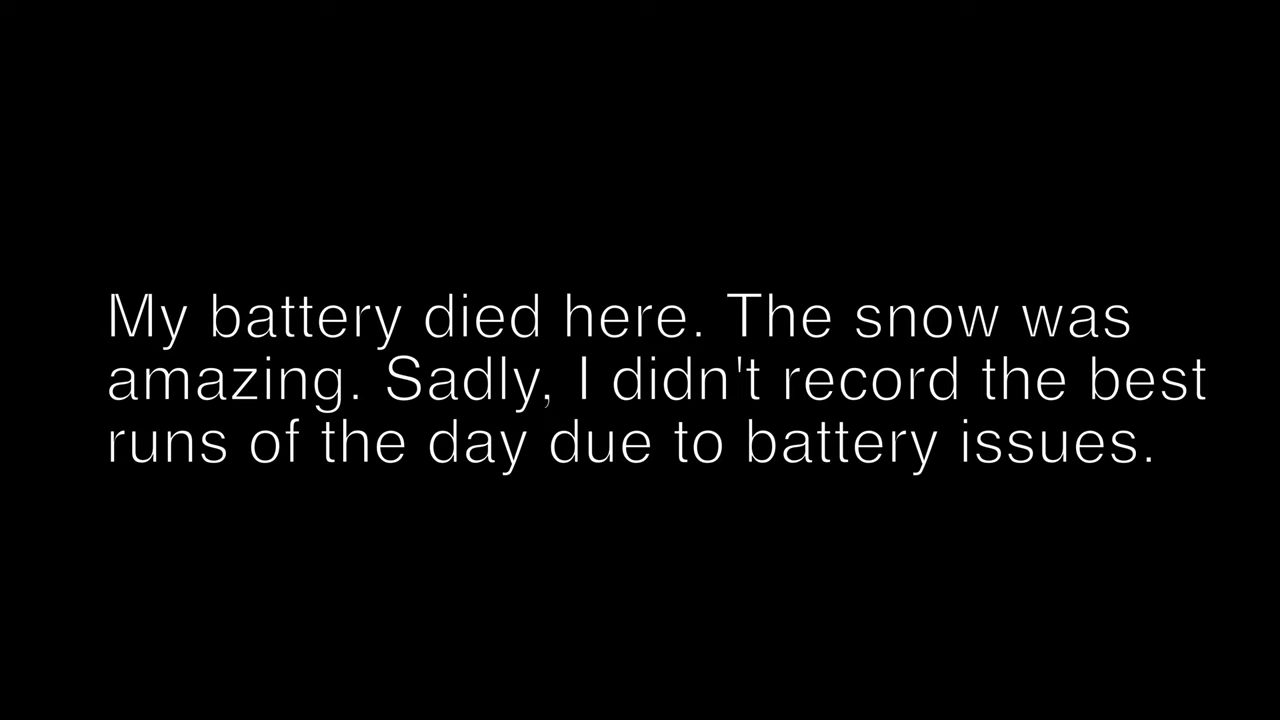 My battery died here. The snow was
amazing. Sadly, I didn't record the best
runs of the day due to battery issues.